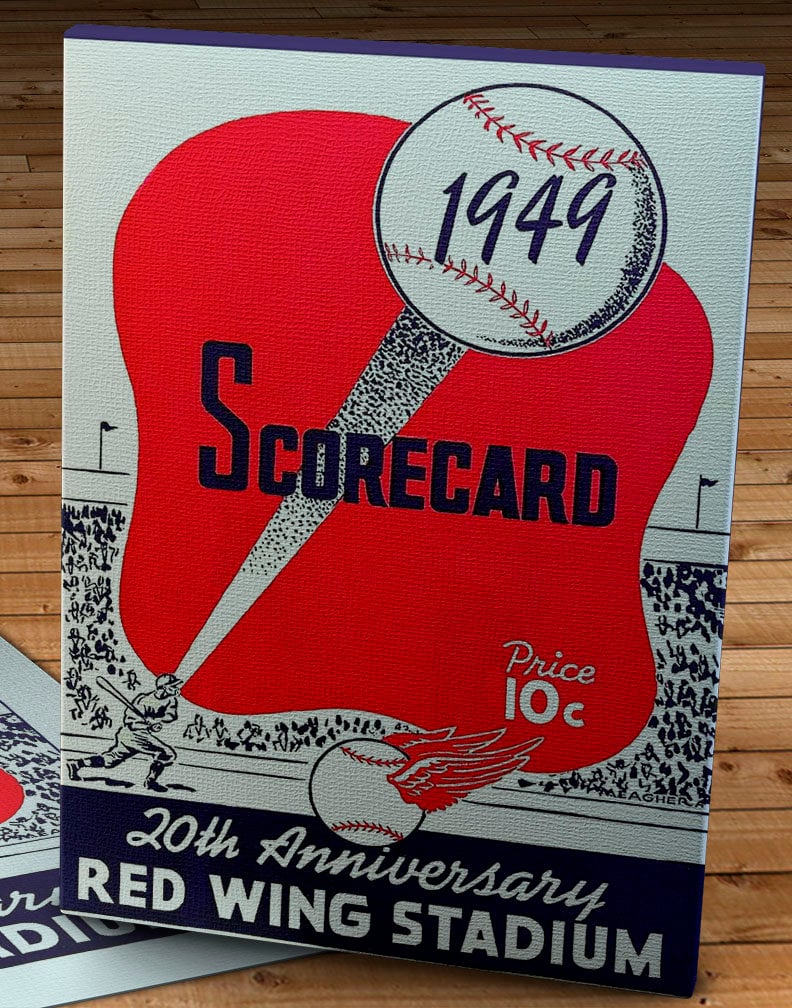 1949
SCORECARD
Price
10c
MEAGHER
20th Anniversary
RED WING STADIUM